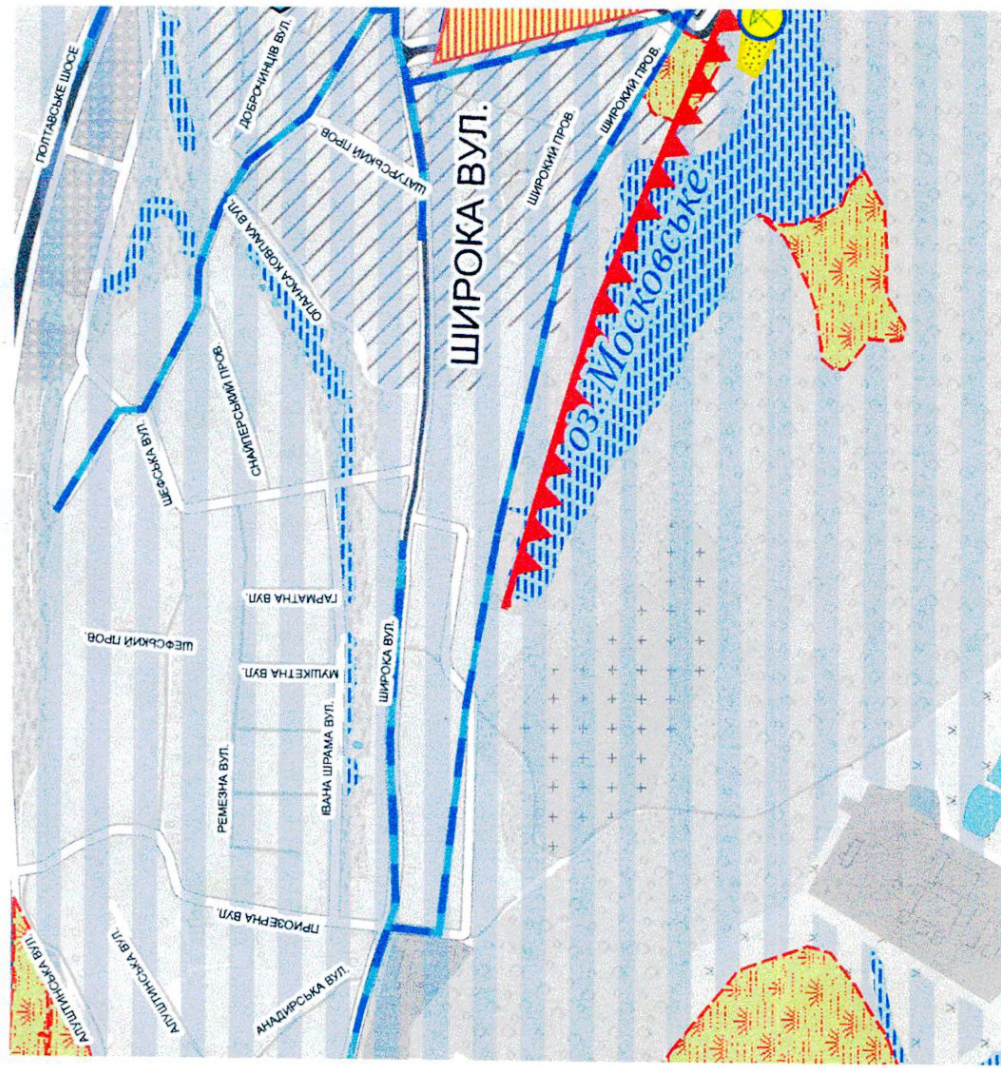 ПОЛТАВСЬКЕ ШОСЕ
ДОБРОЧИНЦІВ ВУЛ.
ШАТУРСЬКИЙ ПРОВ.
ШИРОКА ВУЛ.
ШИРОКИЙ ПРОВ.
ШИРОКИЙ ПРОВ.
ОПАНАСА КОВПАКА ВУЛ.
СНАЙПЕРСЬКИЙ ПРОВ.
ШЕФСЬКА ВУЛ.
оз. Московське
ГАРМАТНА ВУЛ.
ШЕФСЬКИЙ ПРОВ.
МУШКЕТНА ВУЛ.
ШИРОКА ВУЛ.
РЕМЕЗНА ВУЛ.
ІВАНА ШРАМА ВУЛ.
ПРИОЗЕРНА ВУЛ.
АЛУШТИНСЬКА ВУЛ.
АЛУШТИНСЬКА ВУЛ.
АНАДИРСЬКА ВУЛ.